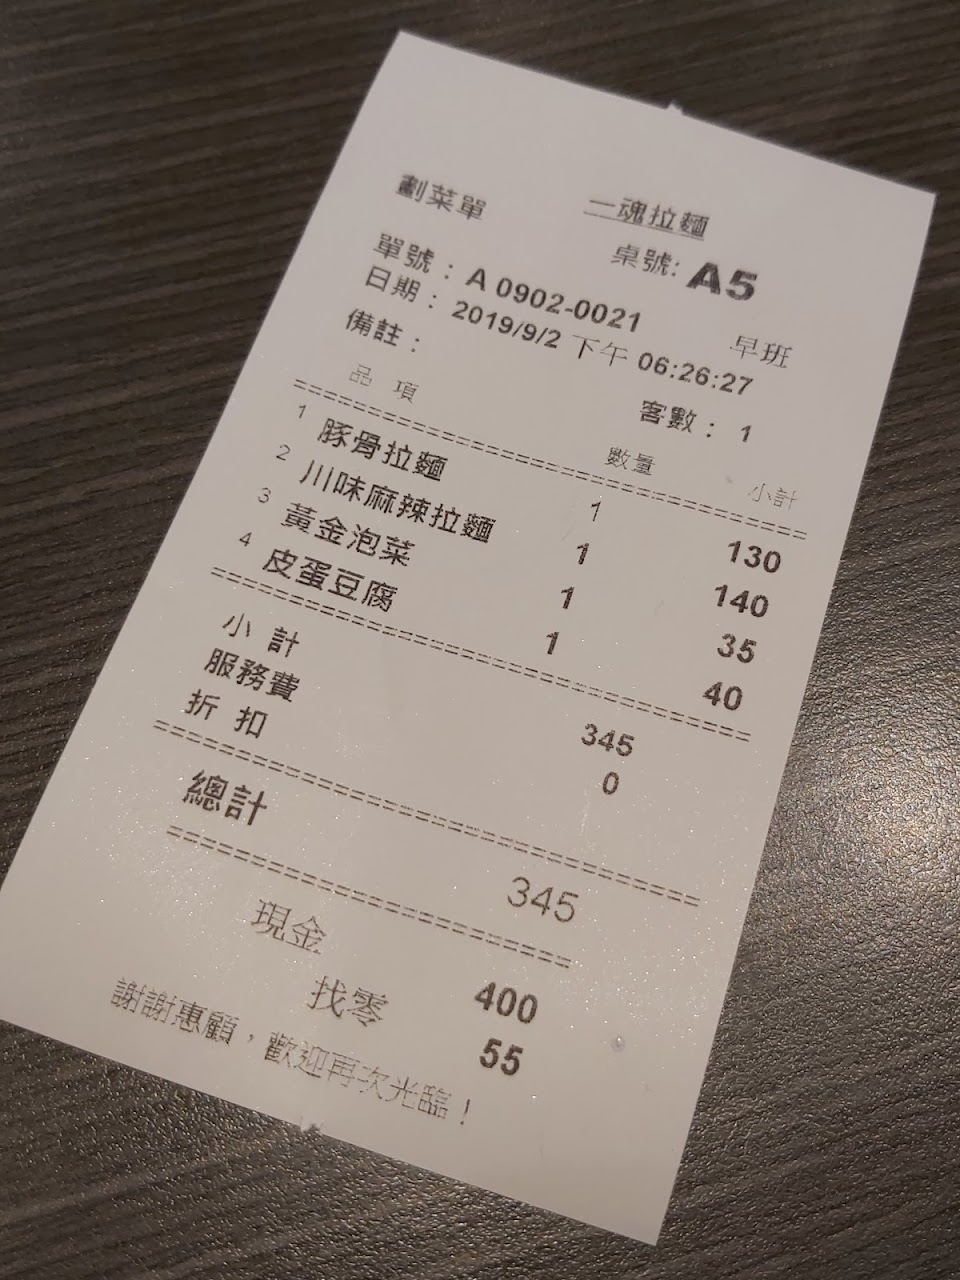 劃菜單 一魂拉麵
桌號: A5
單號： A 0902-0021 早班
日期： 2019/9/2 下午 06:26:27
備註： 客數： 1
品 項 數量 小計
1 豚骨拉麵 1 130
2 川味麻辣拉麵 1 140
3 黃金泡菜 1 35
4 皮蛋豆腐 1 40
小 計 345
服務費 0
折 扣
總計 345
現金 400
找零 55
謝謝惠顧，歡迎再次光臨！